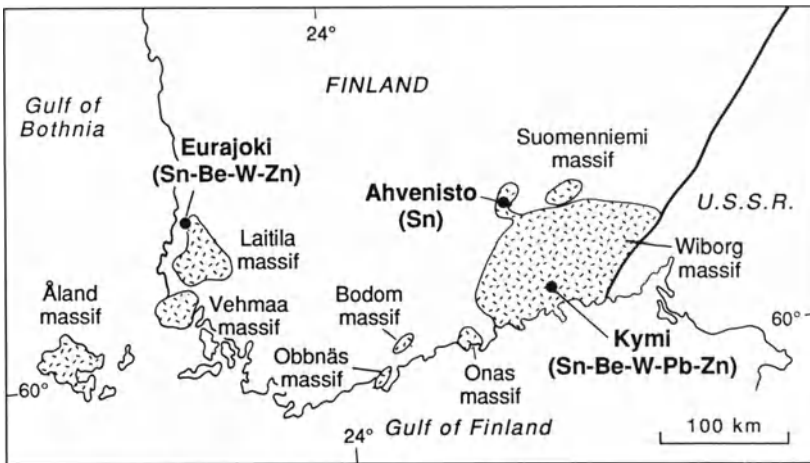 24°
FINLAND
Gulf of
Bothnia
Eurajoki
(Sn-Be-W-Zn)
Suomenniemi
massif
Ahvenisto
(Sn)
U.S.S.R.
Laitila
massif
Wiborg
massif
Åland
massif
Vehmaa
massif
Bodom
massif
Obbnäs
massif
Onas
massif
Kymi
(Sn-Be-W-Pb-Zn)
60°
60°
24°
Gulf of Finland
100 km